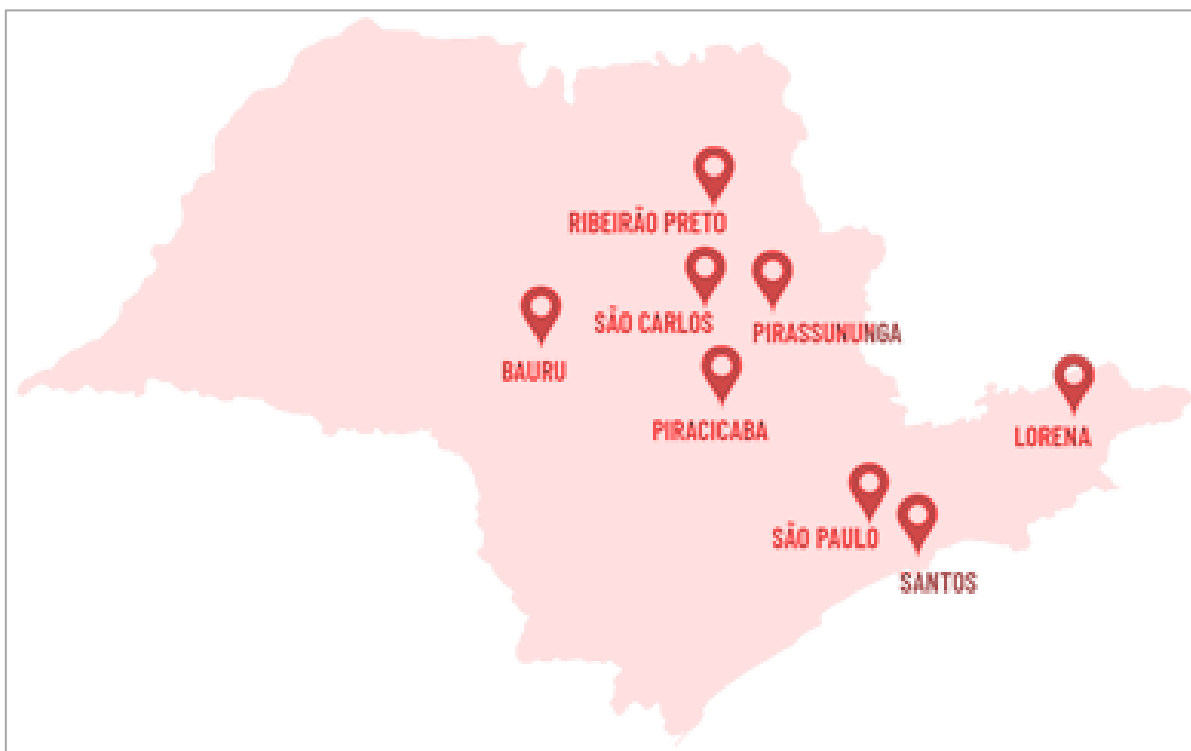 RIBEIRÃO PRETO
SÃO CARLOS
PIRASSUNUNGA
BAURU
PIRACICABA
LORENA
SÃO PAULO
SANTOS